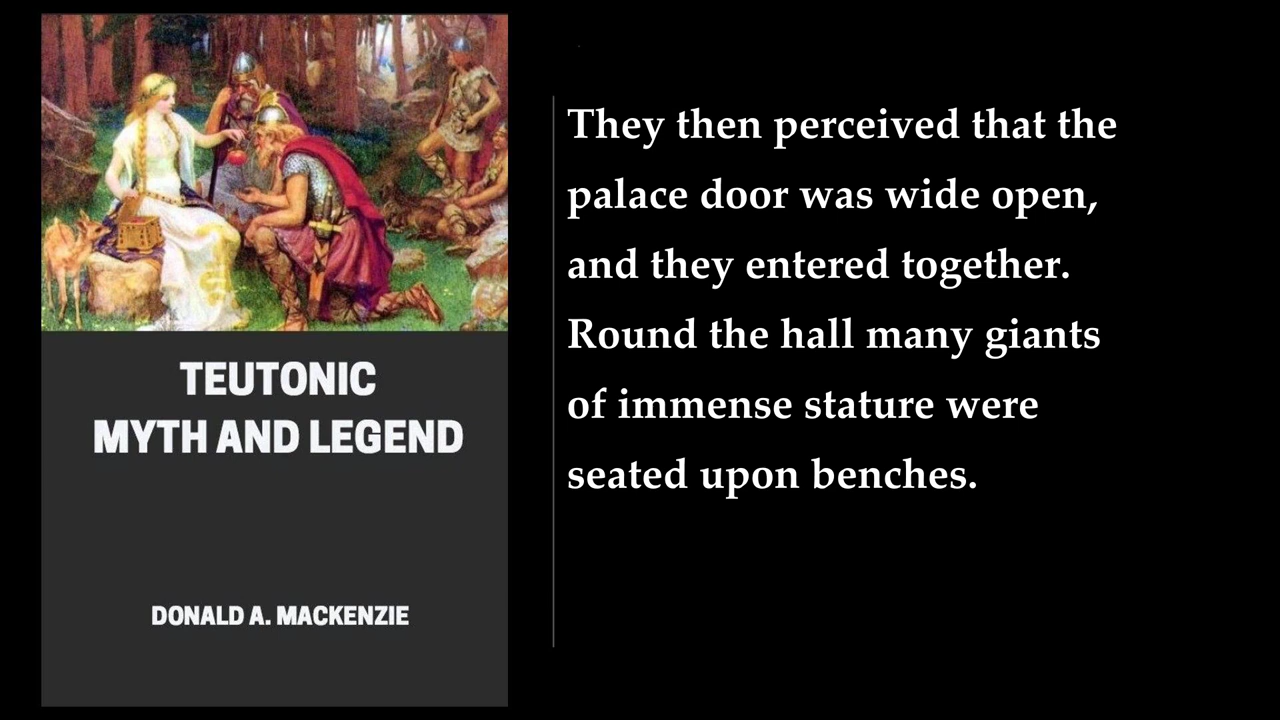 TEUTONIC
MYTH AND LEGEND
DONALD A. MACKENZIE
They then perceived that the
palace door was wide open,
and they entered together.
Round the hall many giants
of immense stature were
seated upon benches.